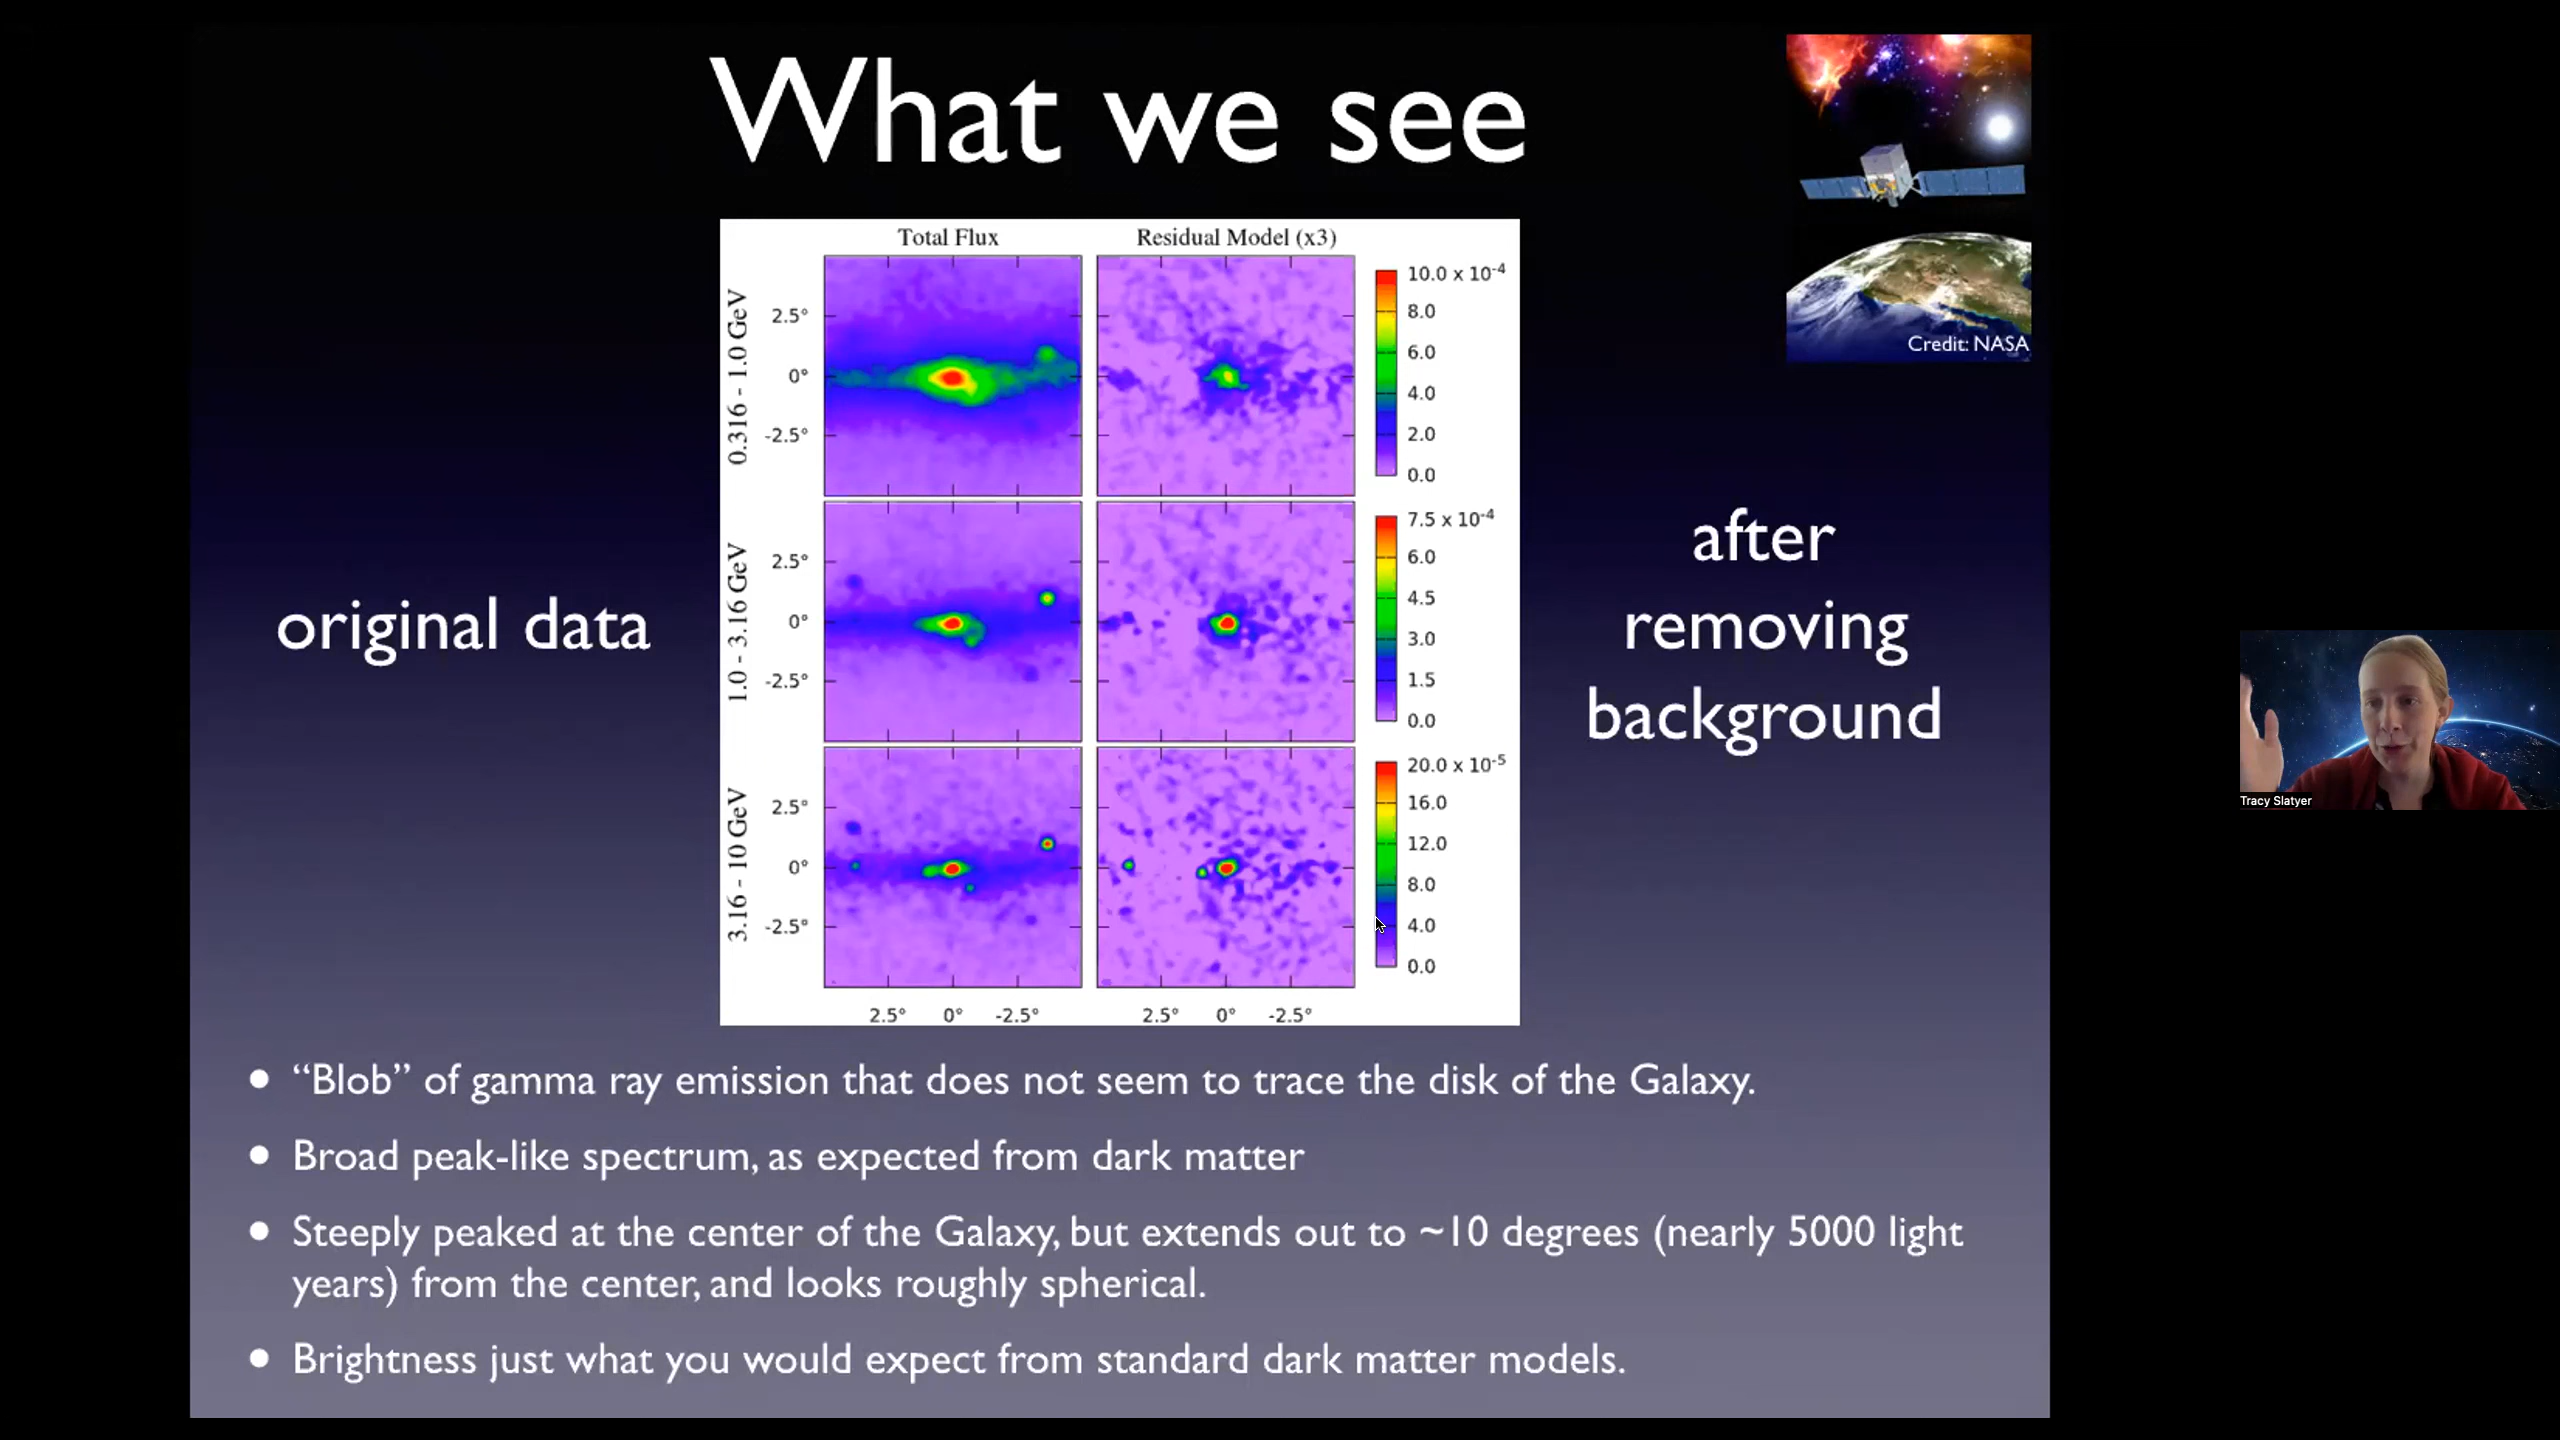 What we see
Credit: NASA
original data
after
removing
background
Total Flux
Residual Model (x3)
0.316 - 1.0 GeV
2.5°
0°
-2.5°
10.0 x 10⁻⁴
8.0
6.0
4.0
2.0
0.0
1.0 - 3.16 GeV
2.5°
0°
-2.5°
7.5 x 10⁻⁴
6.0
4.5
3.0
1.5
0.0
3.16 - 10 GeV
2.5°
0°
-2.5°
20.0 x 10⁻⁵
16.0
12.0
8.0
4.0
0.0
2.5° 0° -2.5°
2.5° 0° -2.5°
• “Blob” of gamma ray emission that does not seem to trace the disk of the Galaxy.
• Broad peak-like spectrum, as expected from dark matter
• Steeply peaked at the center of the Galaxy, but extends out to ~10 degrees (nearly 5000 light
years) from the center, and looks roughly spherical.
• Brightness just what you would expect from standard dark matter models.
Tracy Slatyer